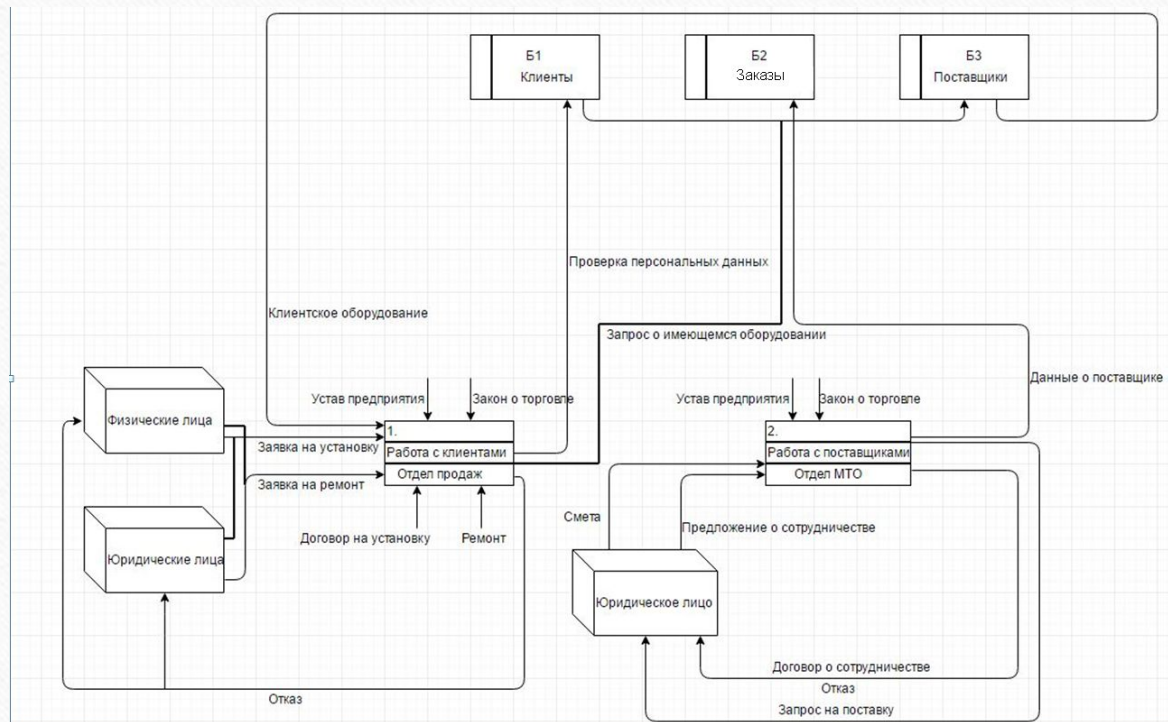 Б1
Клиенты
Б2
Заказы
Б3
Поставщики
Проверка персональных данных
Клиентское оборудование
Запрос о имеющемся оборудовании
Данные о поставщике
Устав предприятия
Закон о торговле
Устав предприятия
Закон о торговле
Физические лица
1.
Работа с клиентами
Отдел продаж
2.
Работа с поставщиками
Отдел МТО
Заявка на установку
Заявка на ремонт
Смета
Предложение о сотрудничестве
Договор на установку
Ремонт
Юридические лица
Юридическое лицо
Договор о сотрудничестве
Отказ
Отказ
Запрос на поставку